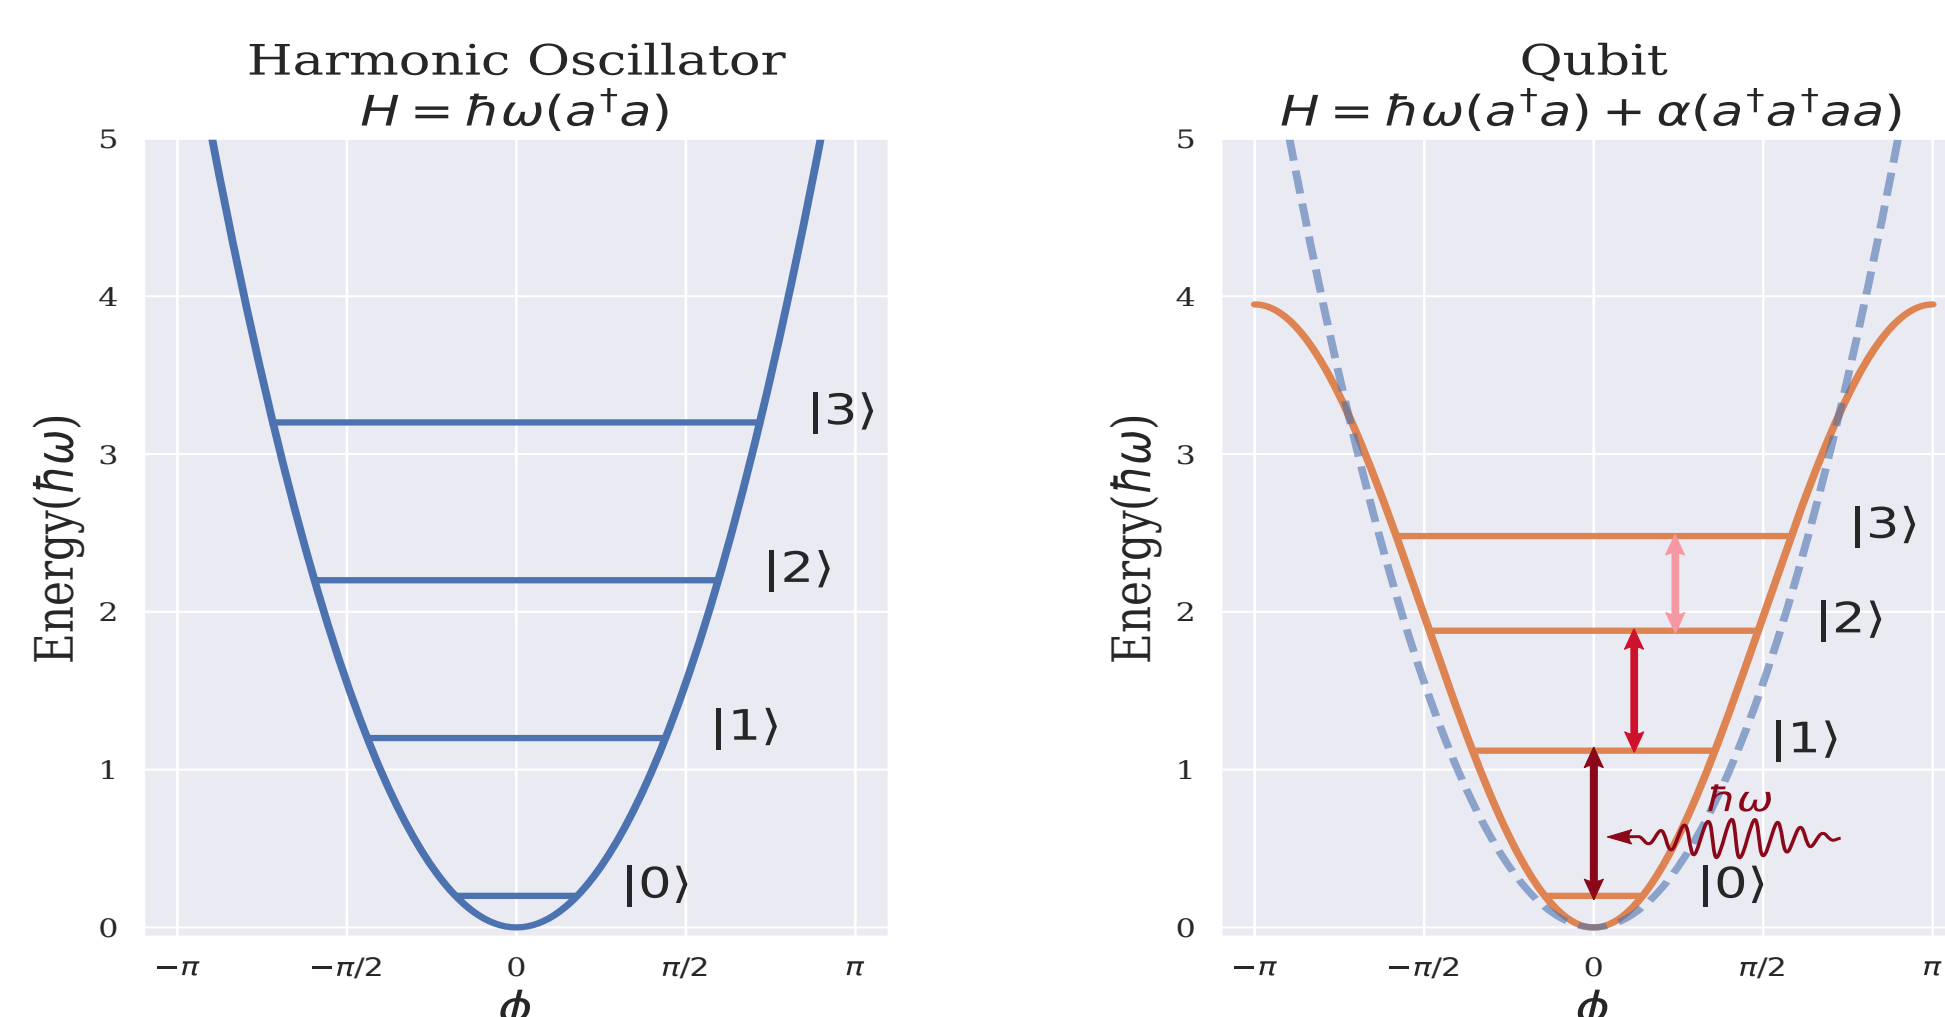 Harmonic Oscillator
H = ħω(a†a)
5
4
3
2
1
0
Energy(ħω)
|3⟩
|2⟩
|1⟩
|0⟩
−π
−π/2
0
π/2
π
ϕ
Qubit
H = ħω(a†a) + α(a†a†aa)
5
4
3
2
1
0
Energy(ħω)
|3⟩
|2⟩
|1⟩
ħω
|0⟩
−π
−π/2
0
π/2
π
ϕ